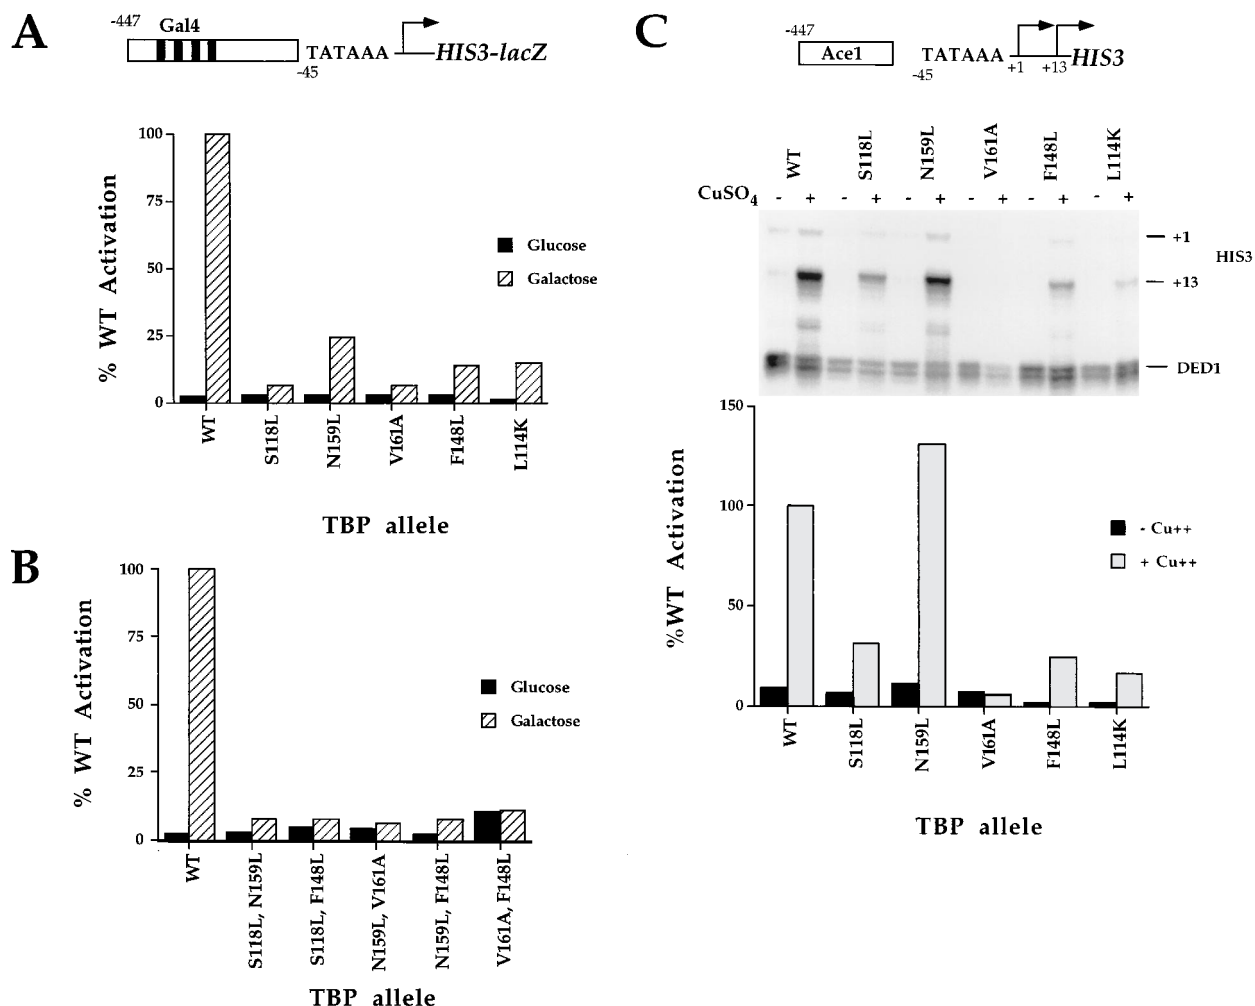 A
-447
Gal4
TATAAA
HIS3-lacZ
-45
100
75
50
25
0
% WT Activation
Glucose
Galactose
WT
S118L
N159L
V161A
F148L
L114K
TBP allele
B
100
75
50
25
0
% WT Activation
Glucose
Galactose
WT
S118L, N159L
S118L, F148L
N159L, V161A
N159L, F148L
V161A, F148L
TBP allele
C
-447
Ace1
TATAAA
HIS3
-45
+1
+13
WT
S118L
N159L
V161A
F148L
L114K
CuSO4 - + - + - + - + - + - +
+1
HIS3
+13
DED1
150
100
50
0
%WT Activation
- Cu++
+ Cu++
WT
S118L
N159L
V161A
F148L
L114K
TBP allele